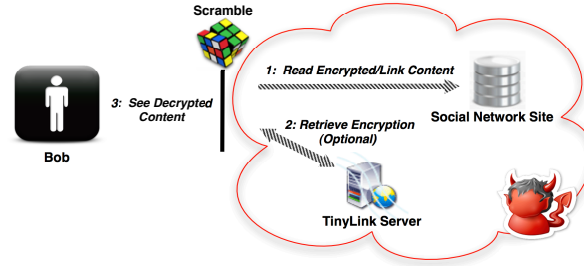 Scramble
1: Read Encrypted/Link Content
3: See Decrypted
Content
Social Network Site
2: Retrieve Encryption
(Optional)
Bob
TinyLink Server